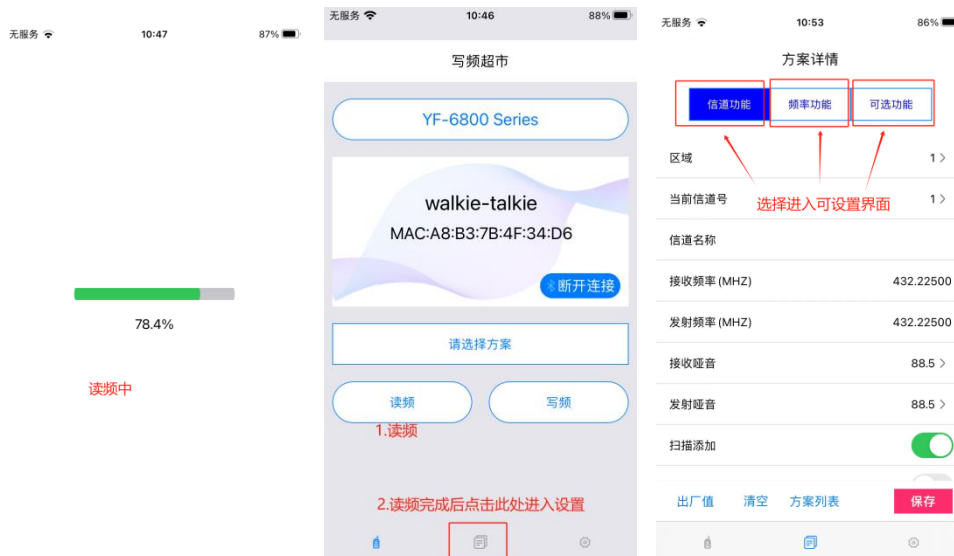 无服务
10:47
87%
78.4%
读频中
无服务
10:46
88%
写频超市
YF-6800 Series
walkie-talkie
MAC:A8:B3:7B:4F:34:D6
断开连接
请选择方案
读频
写频
1.读频
2.读频完成后点击此处进入设置
无服务
10:53
86%
方案详情
信道功能
频率功能
可选功能
区域
1
当前信道号
1
选择进入可设置界面
信道名称
接收频率(MHZ)
432.22500
发射频率(MHZ)
432.22500
接收哑音
88.5
发射哑音
88.5
扫描添加
出厂值
清空
方案列表
保存